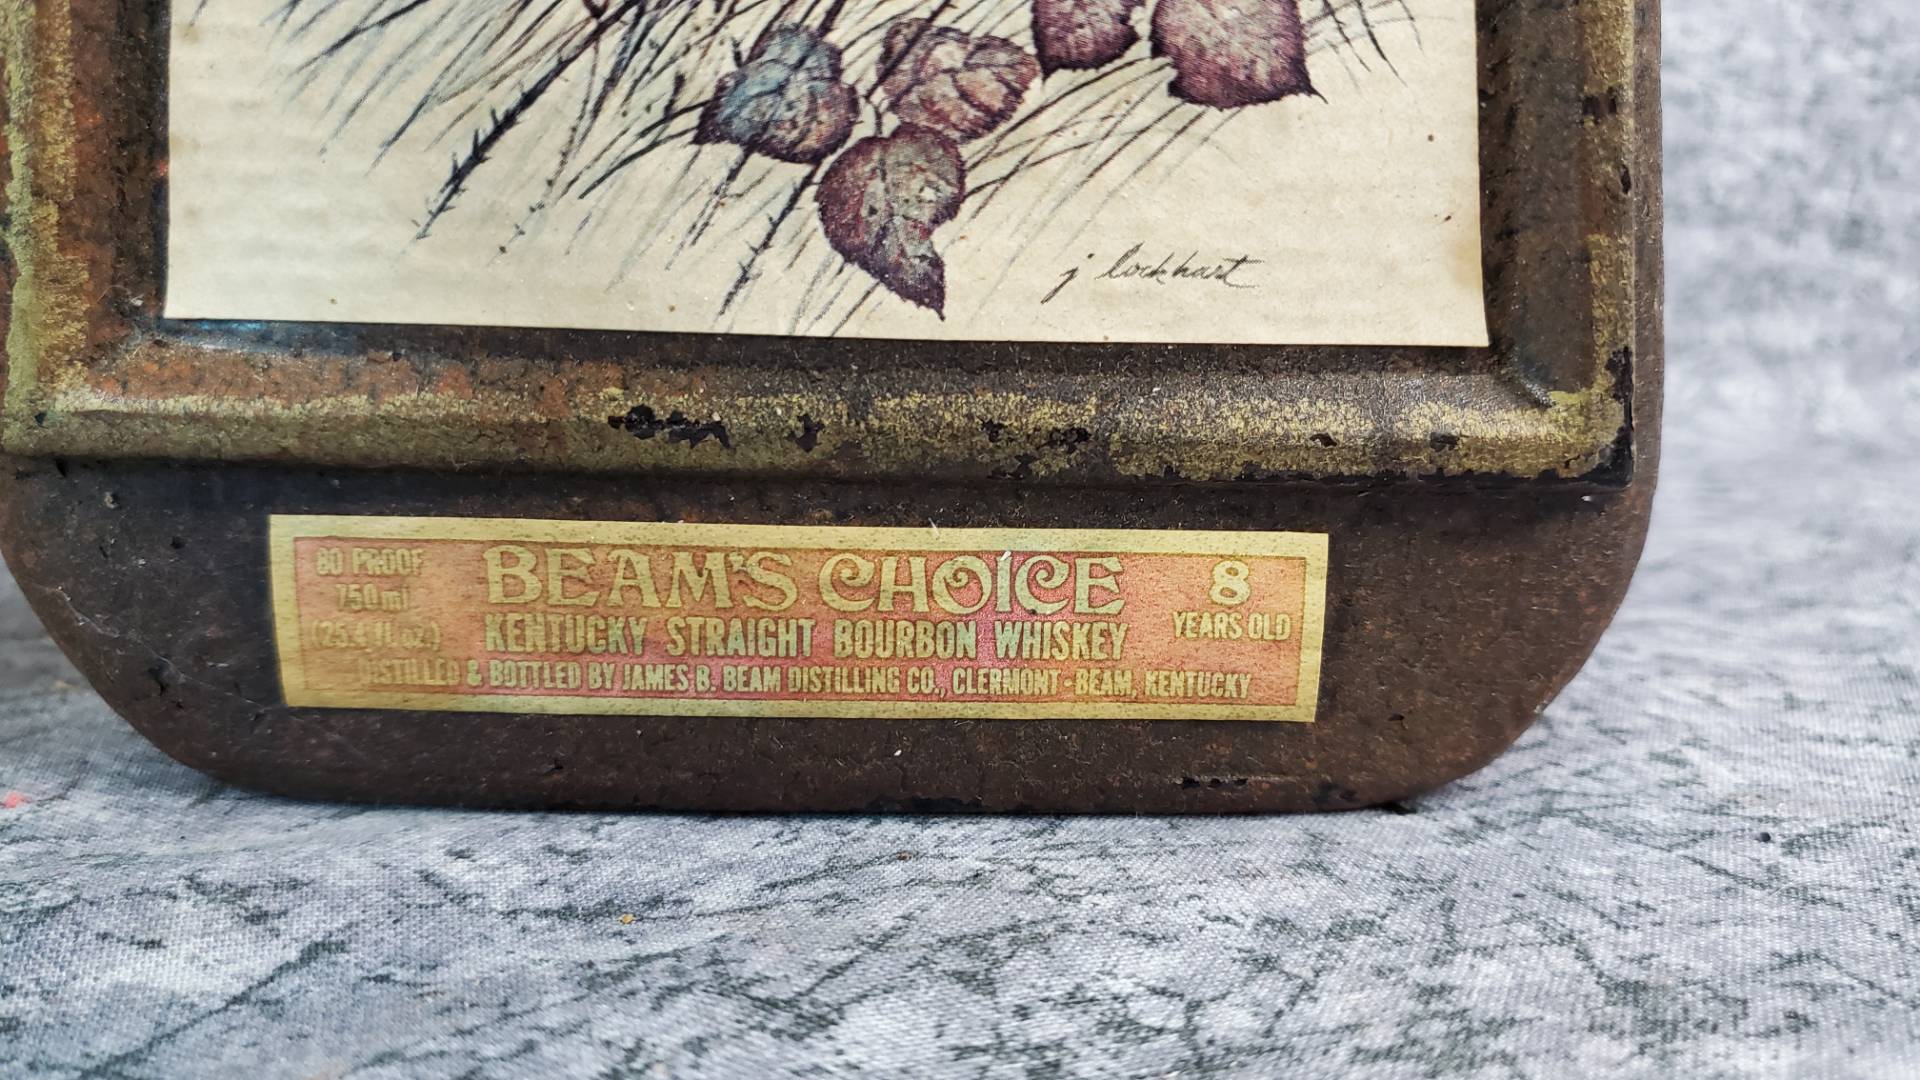 j lockhart
80 PROOF BEAM'S CHOICE 8
750 ml KENTUCKY STRAIGHT BOURBON WHISKEY YEARS OLD
(25.4 fl. oz.)
DISTILLED & BOTTLED BY JAMES B. BEAM DISTILLING CO., CLERMONT-BEAM, KENTUCKY